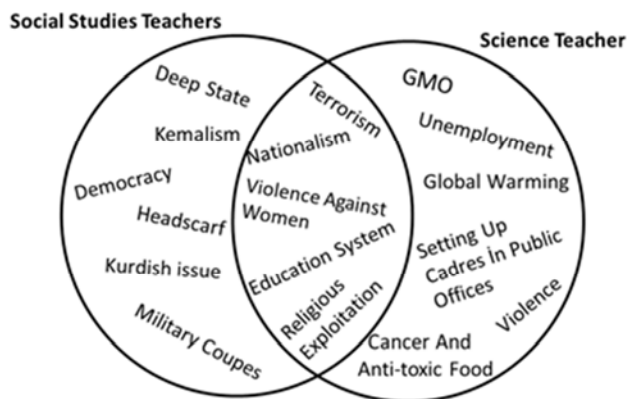 Social Studies Teachers
Science Teacher
Deep State
Kemalism
Democracy
Headscarf
Kurdish issue
Military Coupes
Terrorism
Nationalism
Violence Against
Women
Education System
Religious
Exploitation
GMO
Unemployment
Global Warming
Setting Up
Cadres İn Public
Offices
Violence
Cancer And
Anti-toxic Food